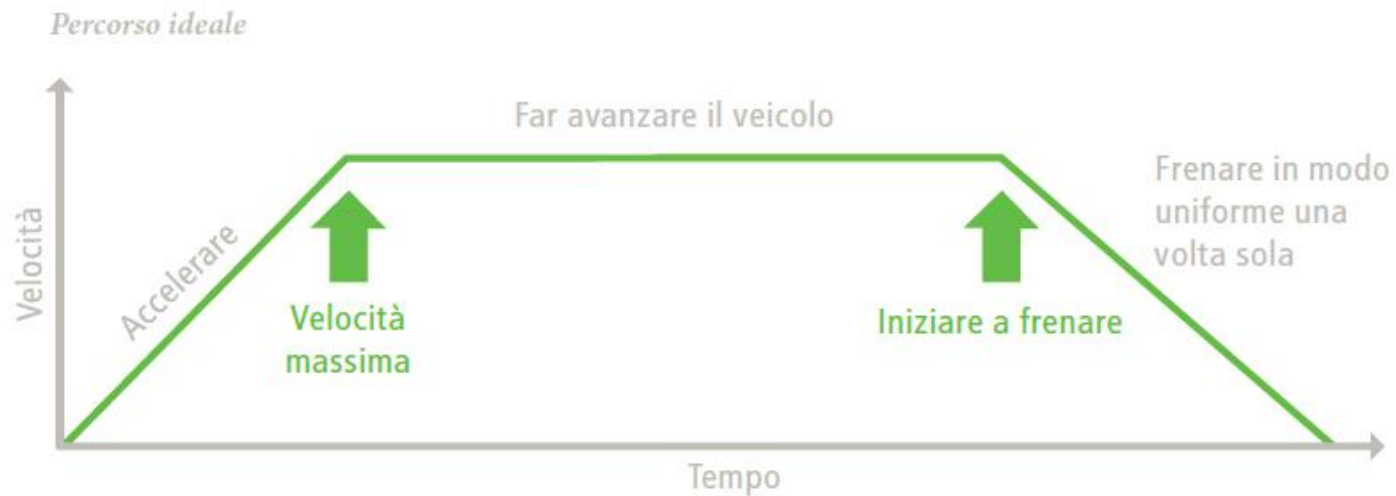 Percorso ideale
Far avanzare il veicolo
Frenare in modo
uniforme una
volta sola
Velocità
Accelerare
Velocità
massima
Iniziare a frenare
Tempo